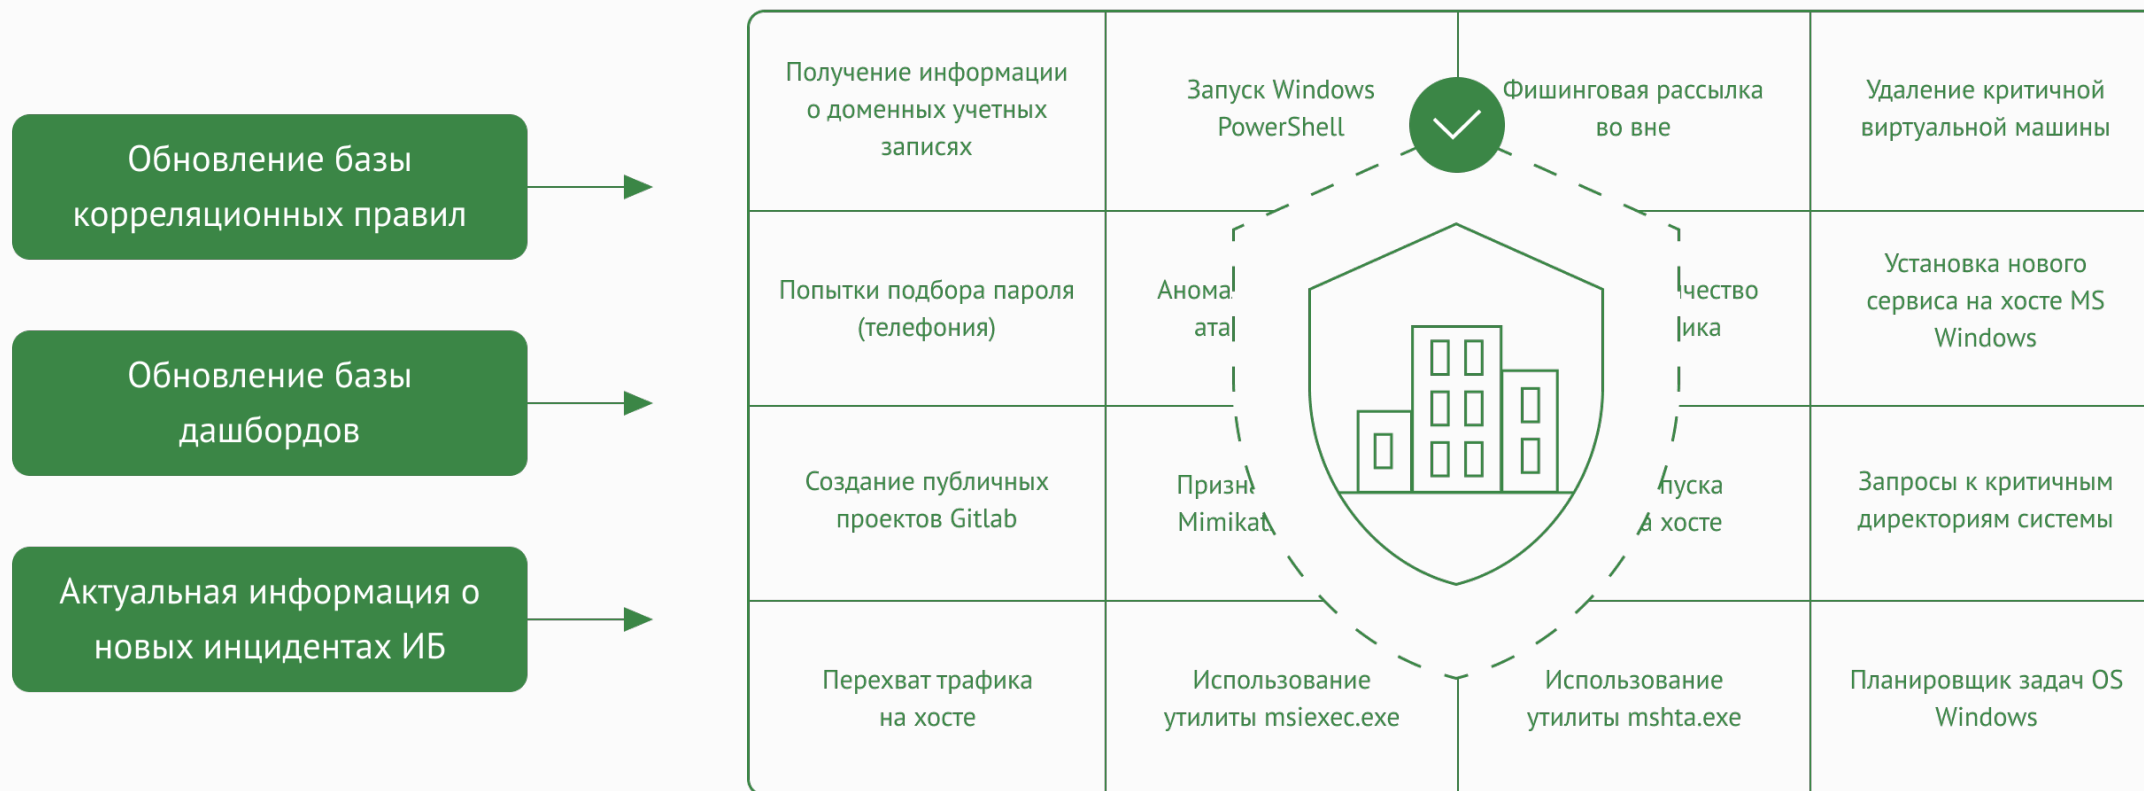 Обновление базы
корреляционных правил
Обновление базы
дашбордов
Актуальная информация о
новых инцидентах ИБ
Получение информации
о доменных учетных
записях
Запуск Windows
PowerShell
Фишинговая рассылка
во вне
Удаление критичной
виртуальной машины
Попытки подбора пароля
(телефония)
Установка нового
сервиса на хосте MS
Windows
Создание публичных
проектов Gitlab
хосте
Запросы к критичным
директориям системы
Перехват трафика
на хосте
Использование
утилиты msiexec.exe
Использование
утилиты mshta.exe
Планировщик задач OS
Windows